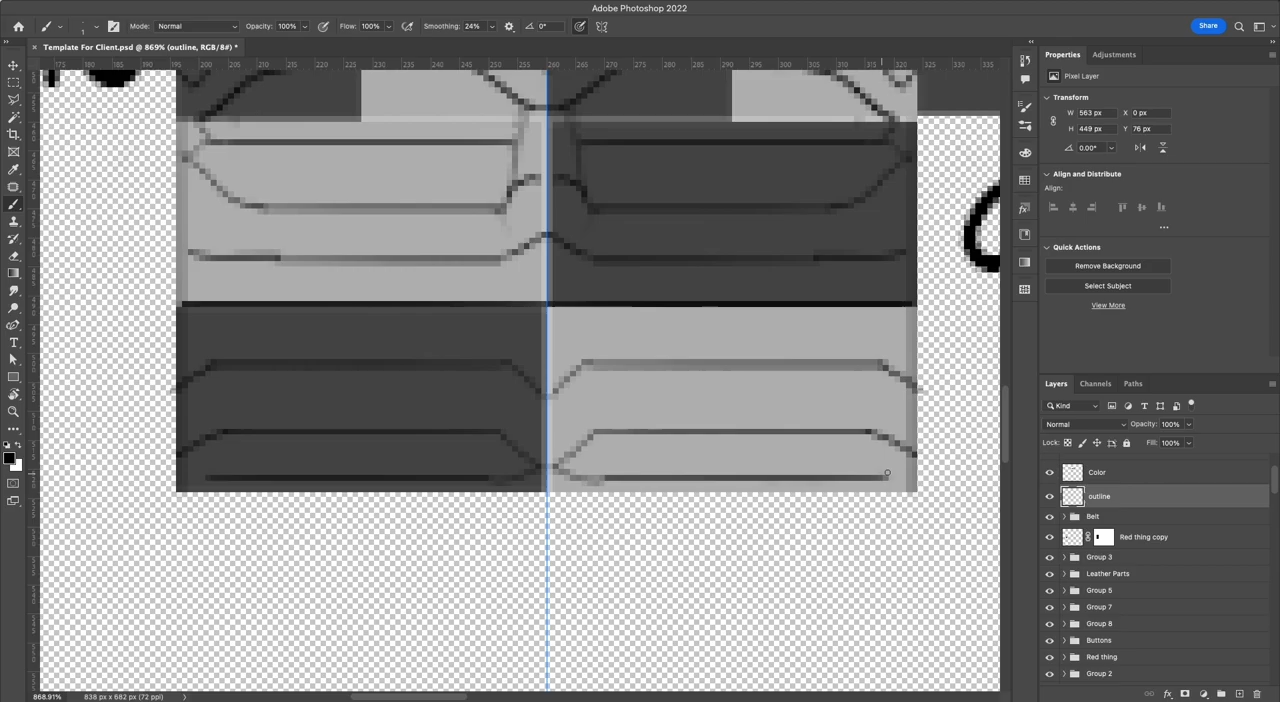 Adobe Photoshop 2022
1 Mode: Normal Opacity: 100% Flow: 100% Smoothing: 24% 0° Share
× Template For Client.psd @ 869% (outline, RGB/8#) *
175 185 190 195 200 205 210 215 220 225 230 235 240 245 250 255 260 265 270 275 280 285 290 295 300 305 310 315 320 325 330 335
Properties Adjustments
Pixel Layer
Transform
W 563 px X 0 px
H 449 px Y 76 px
0.00°
Align and Distribute
Align:
Quick Actions
Remove Background
Select Subject
View More
Layers Channels Paths
Kind
Normal Opacity: 100%
Lock: Fill: 100%
Color
outline
Belt
Red thing copy
Group 3
Leather Parts
Group 5
Group 7
Group 8
Buttons
Red thing
Group 2
868.91% 838 px x 682 px (72 ppi)